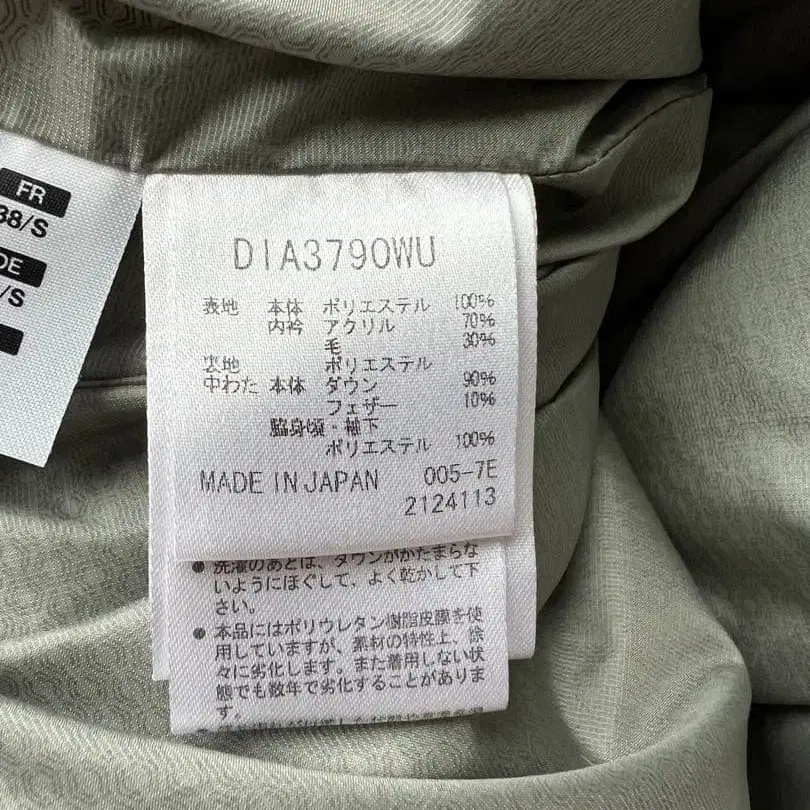 FR
38/S
DE
/S
DIA3790WU
表地 本体 ポリエステル 100%
内衿 アクリル 70%
毛 30%
裏地 ポリエステル
中わた 本体 ダウン 90%
フェザー 10%
脇身頃・袖下
ポリエステル 100%
MADE IN JAPAN 005-7E
2124113
● 洗濯のあとは、ダウンがかたまらな
いようにほぐして、よく乾かして下
さい。
● 本品にはポリウレタン樹脂皮膜を使
用していますが、素材の特性上、徐
々に劣化します。また着用しない状
態でも数年で劣化することがありま
す。